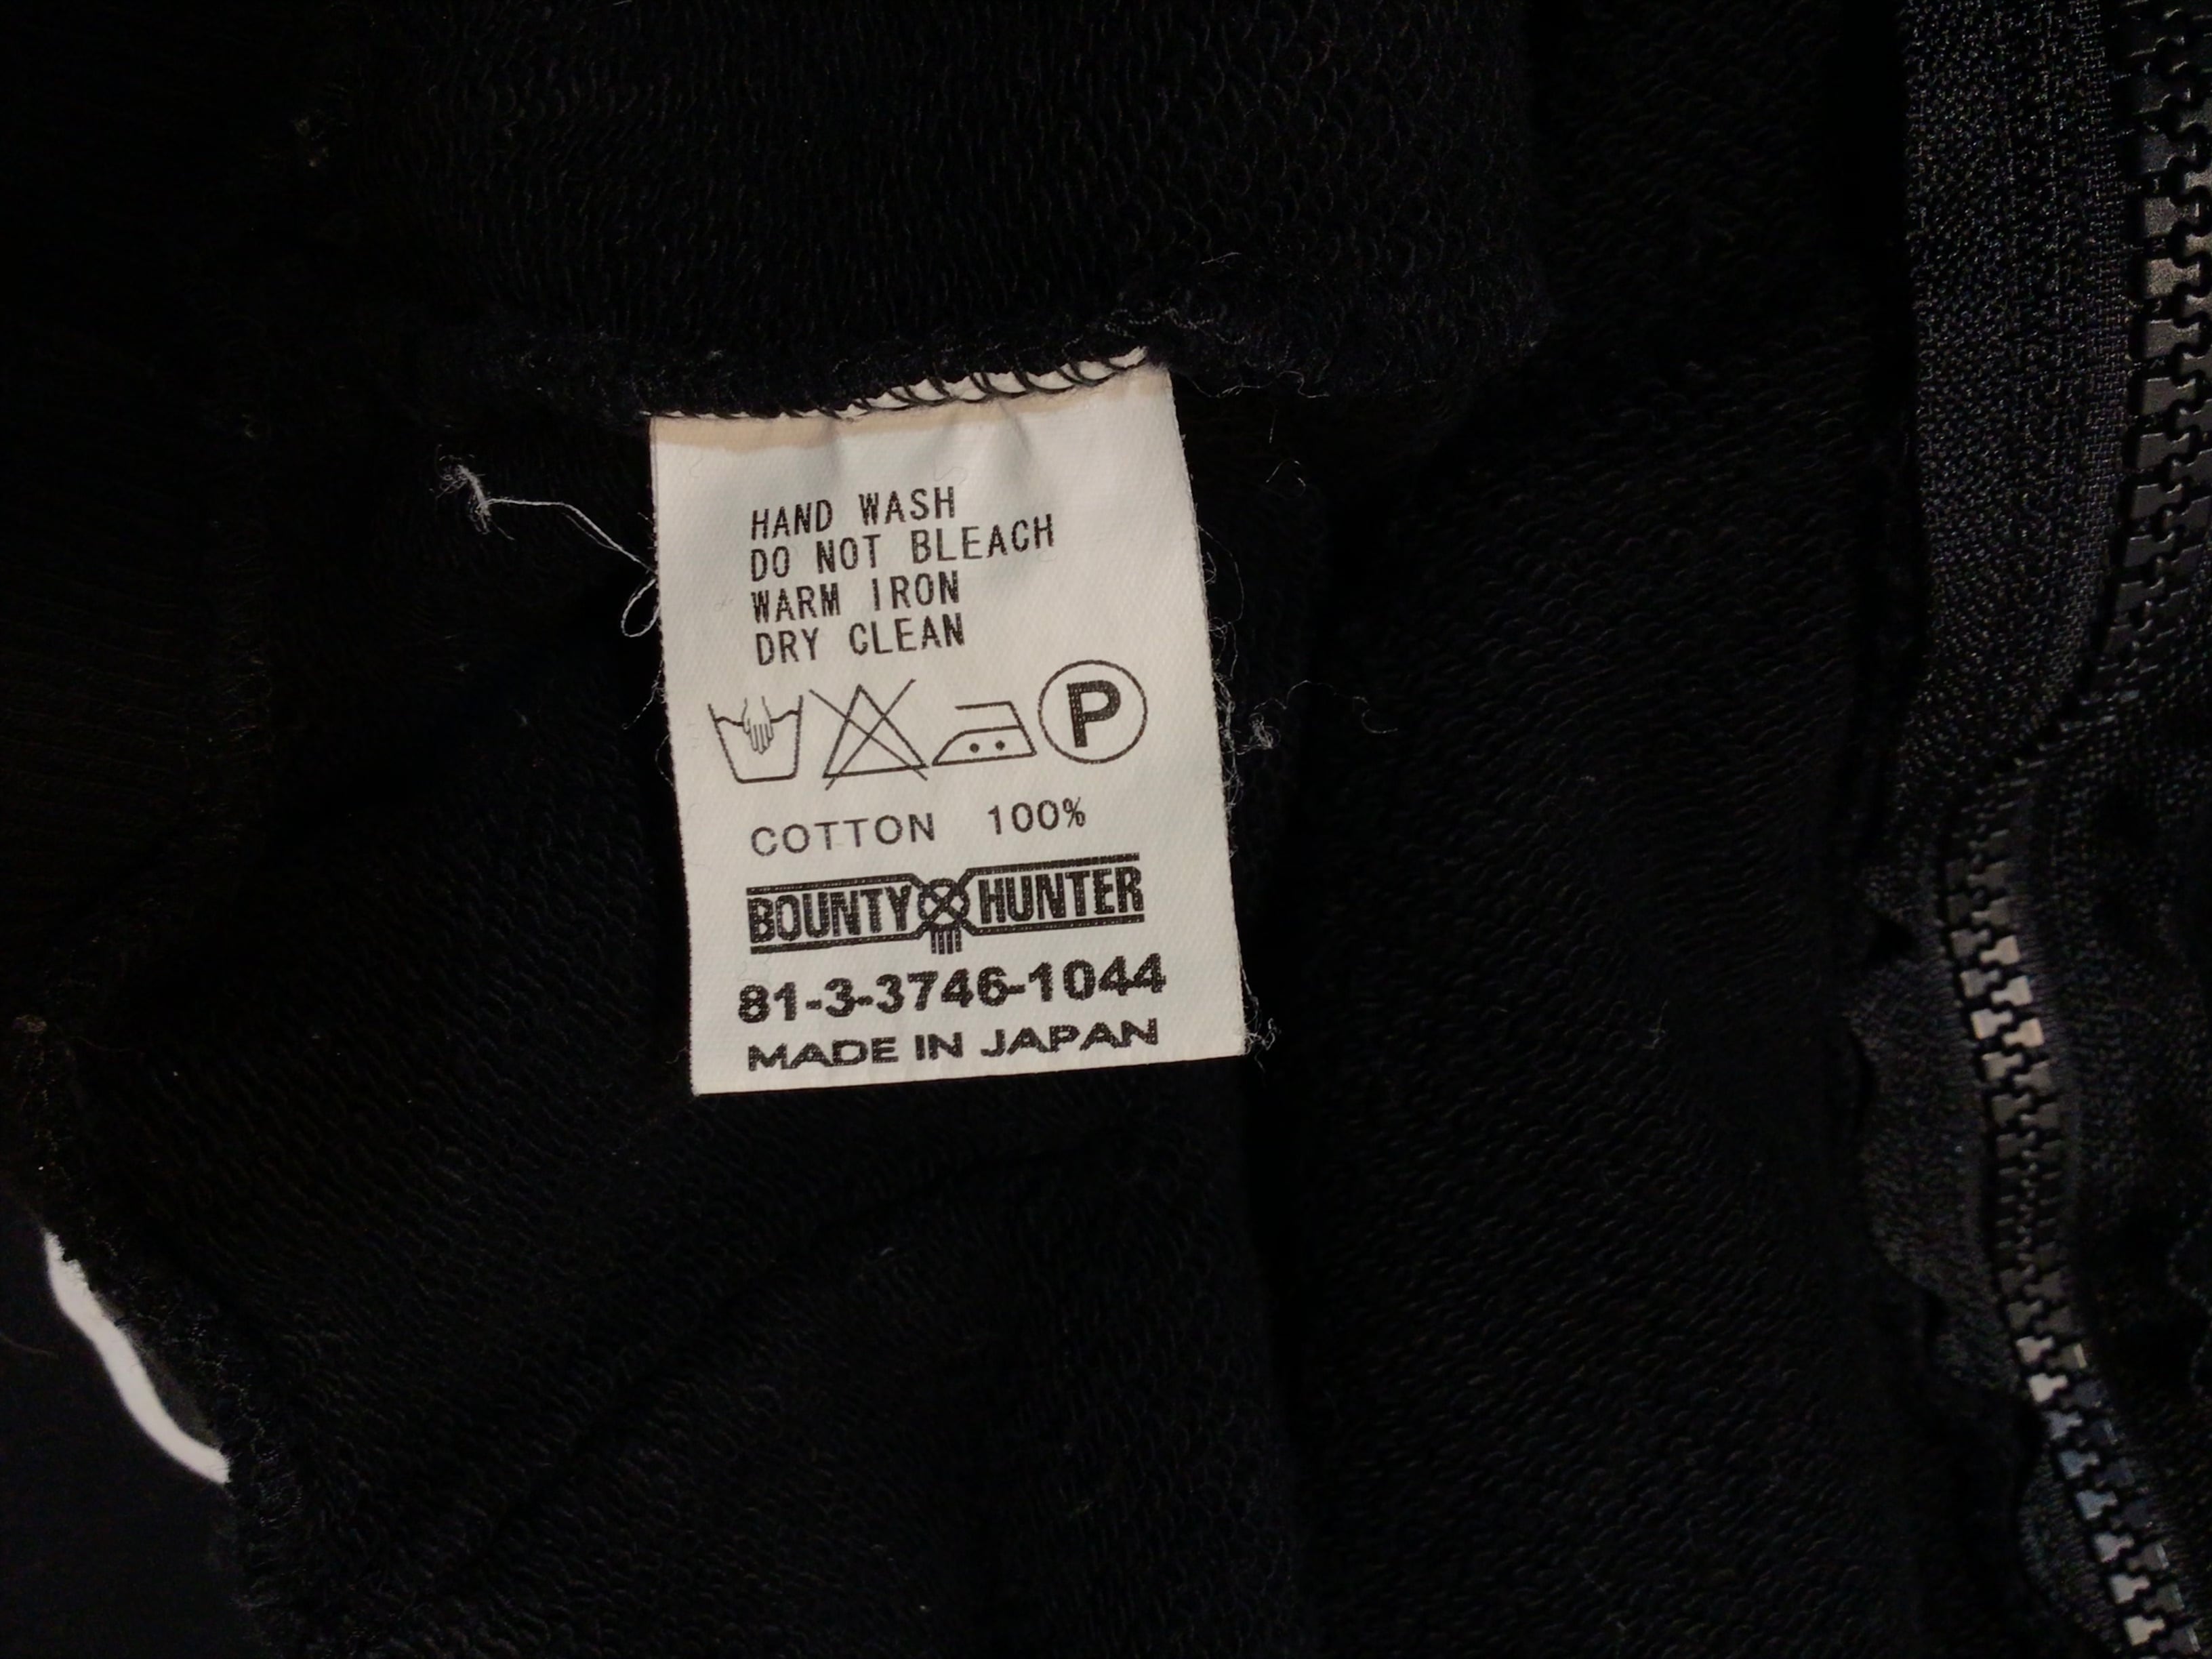 HAND WASH
DO NOT BLEACH
WARM IRON
DRY CLEAN
P
COTTON 100%
BOUNTY HUNTER
81-3-3746-1044
MADE IN JAPAN